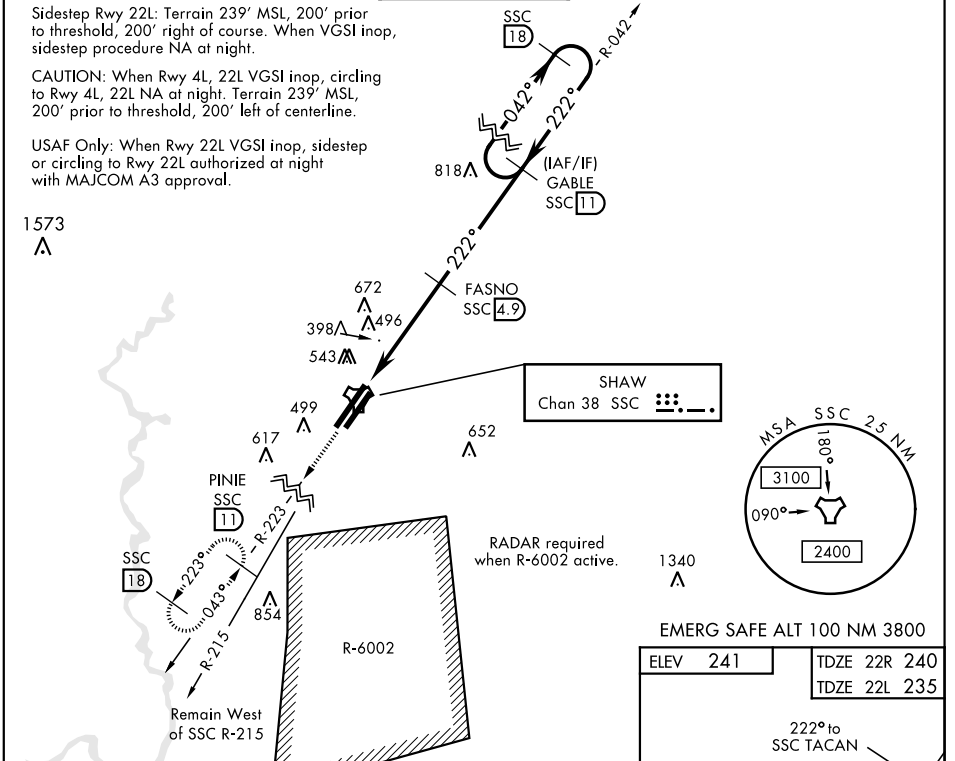 Sidestep Rwy 22L: Terrain 239' MSL, 200' prior
to threshold, 200' right of course. When VGSI inop,
sidestep procedure NA at night.
CAUTION: When Rwy 4L, 22L VGSI inop, circling
to Rwy 4L, 22L NA at night. Terrain 239' MSL,
200' prior to threshold, 200' left of centerline.
USAF Only: When Rwy 22L VGSI inop, sidestep
or circling to Rwy 22L authorized at night
with MAJCOM A3 approval.
SSC
18
R-042
042°
222°
818
(IAF/IF)
GABLE
SSC 11
1573
222°
FASNO
SSC 4.9
672
496
398
543
SHAW
Chan 38 SSC
499
617
652
PINIE
SSC
11
R-223
SSC
18
223°
043°
R-215
854
R-6002
RADAR required
when R-6002 active.
1340
Remain West
of SSC R-215
MSA SSC 25 NM
180°
3100
090°
2400
EMERG SAFE ALT 100 NM 3800
ELEV 241
TDZE 22R 240
TDZE 22L 235
222° to
SSC TACAN